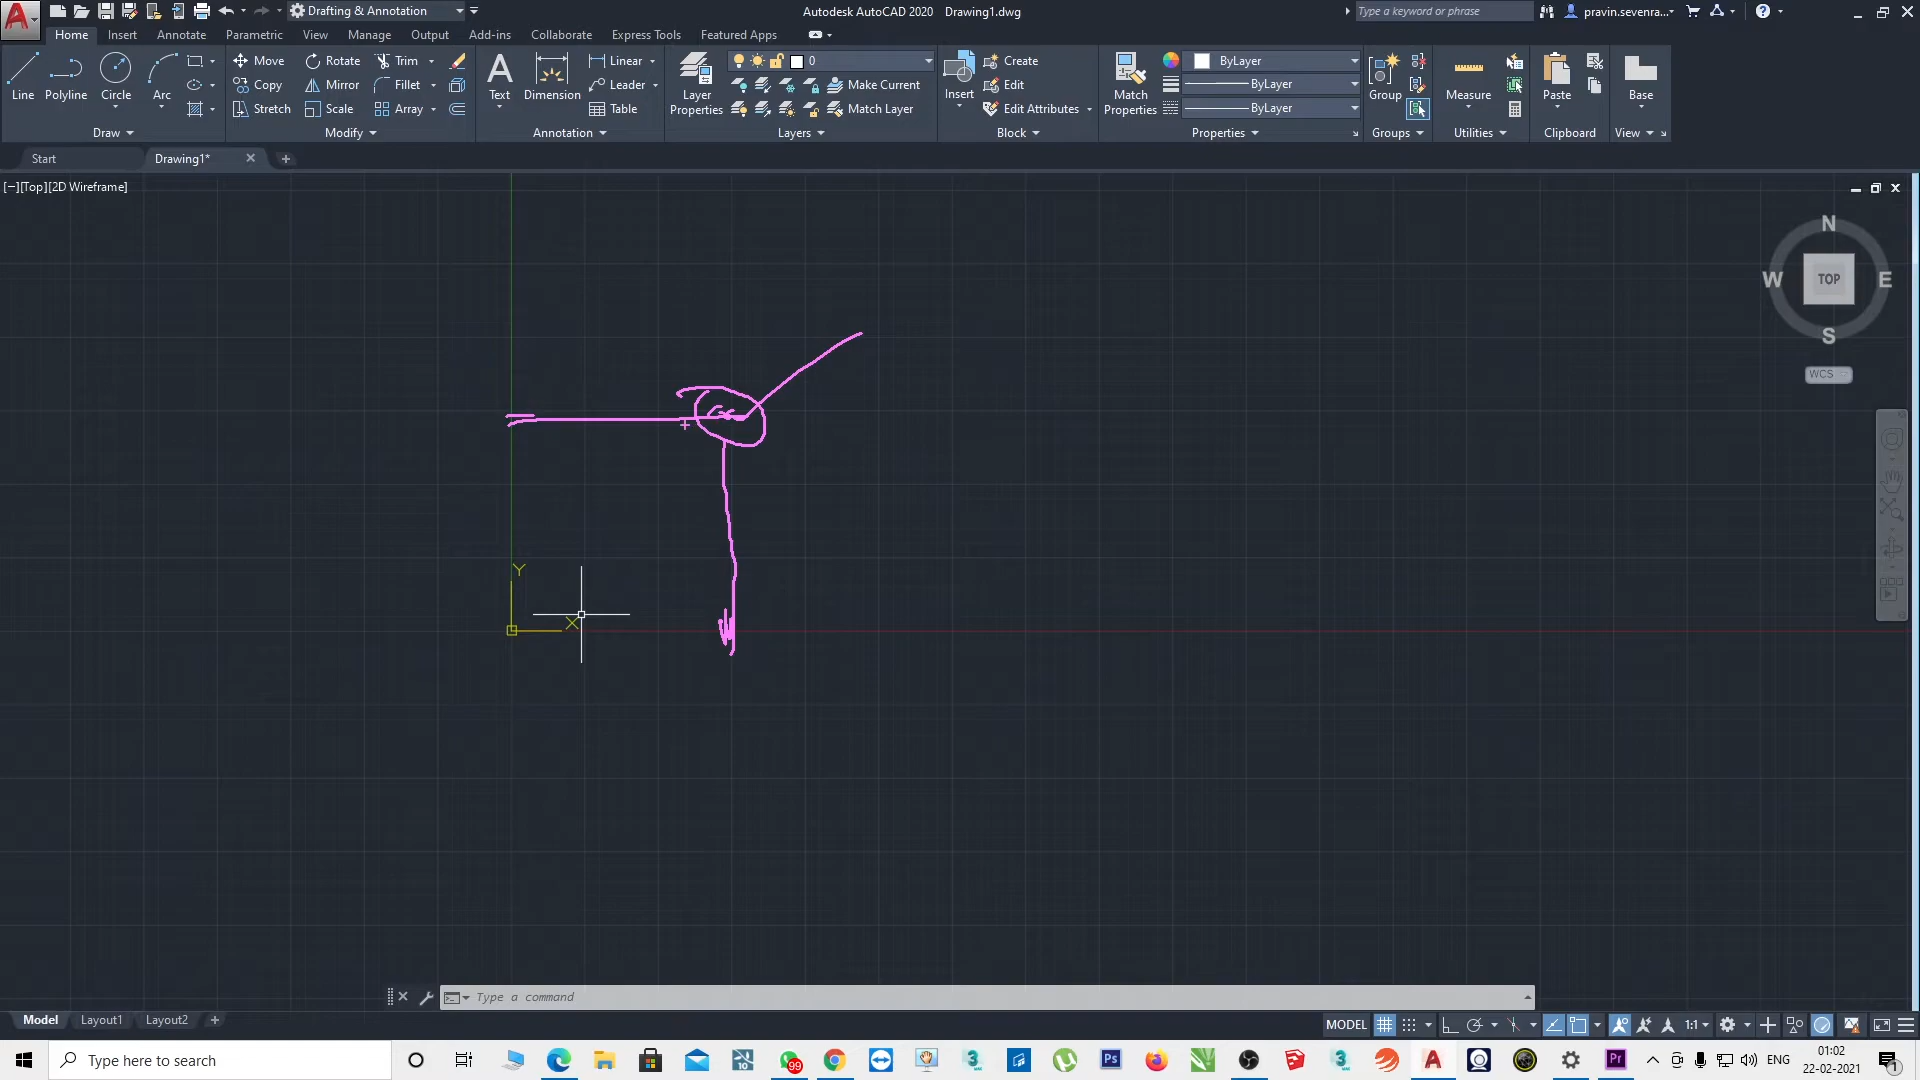 Drafting & Annotation
Autodesk AutoCAD 2020 Drawing1.dwg
Type a keyword or phrase
pravin.sevenra...
Home Insert Annotate Parametric View Manage Output Add-ins Collaborate Express Tools Featured Apps
Line Polyline Circle Arc
Move Rotate Trim
Copy Mirror Fillet
Stretch Scale Array
Text Dimension
Linear
Leader
Table
Layer Properties
0
Make Current
Match Layer
Insert
Create
Edit
Edit Attributes
Match Properties
ByLayer
ByLayer
ByLayer
Group
Measure
Paste
Base
Draw Modify Annotation Layers Block Properties Groups Utilities Clipboard View
Start Drawing1*
[−][Top][2D Wireframe]
N
W TOP E
S
WCS
Y
X
Type a command
Model Layout1 Layout2
MODEL 1:1
Type here to search
99
Ps
Pr
ENG
01:02
22-02-2021